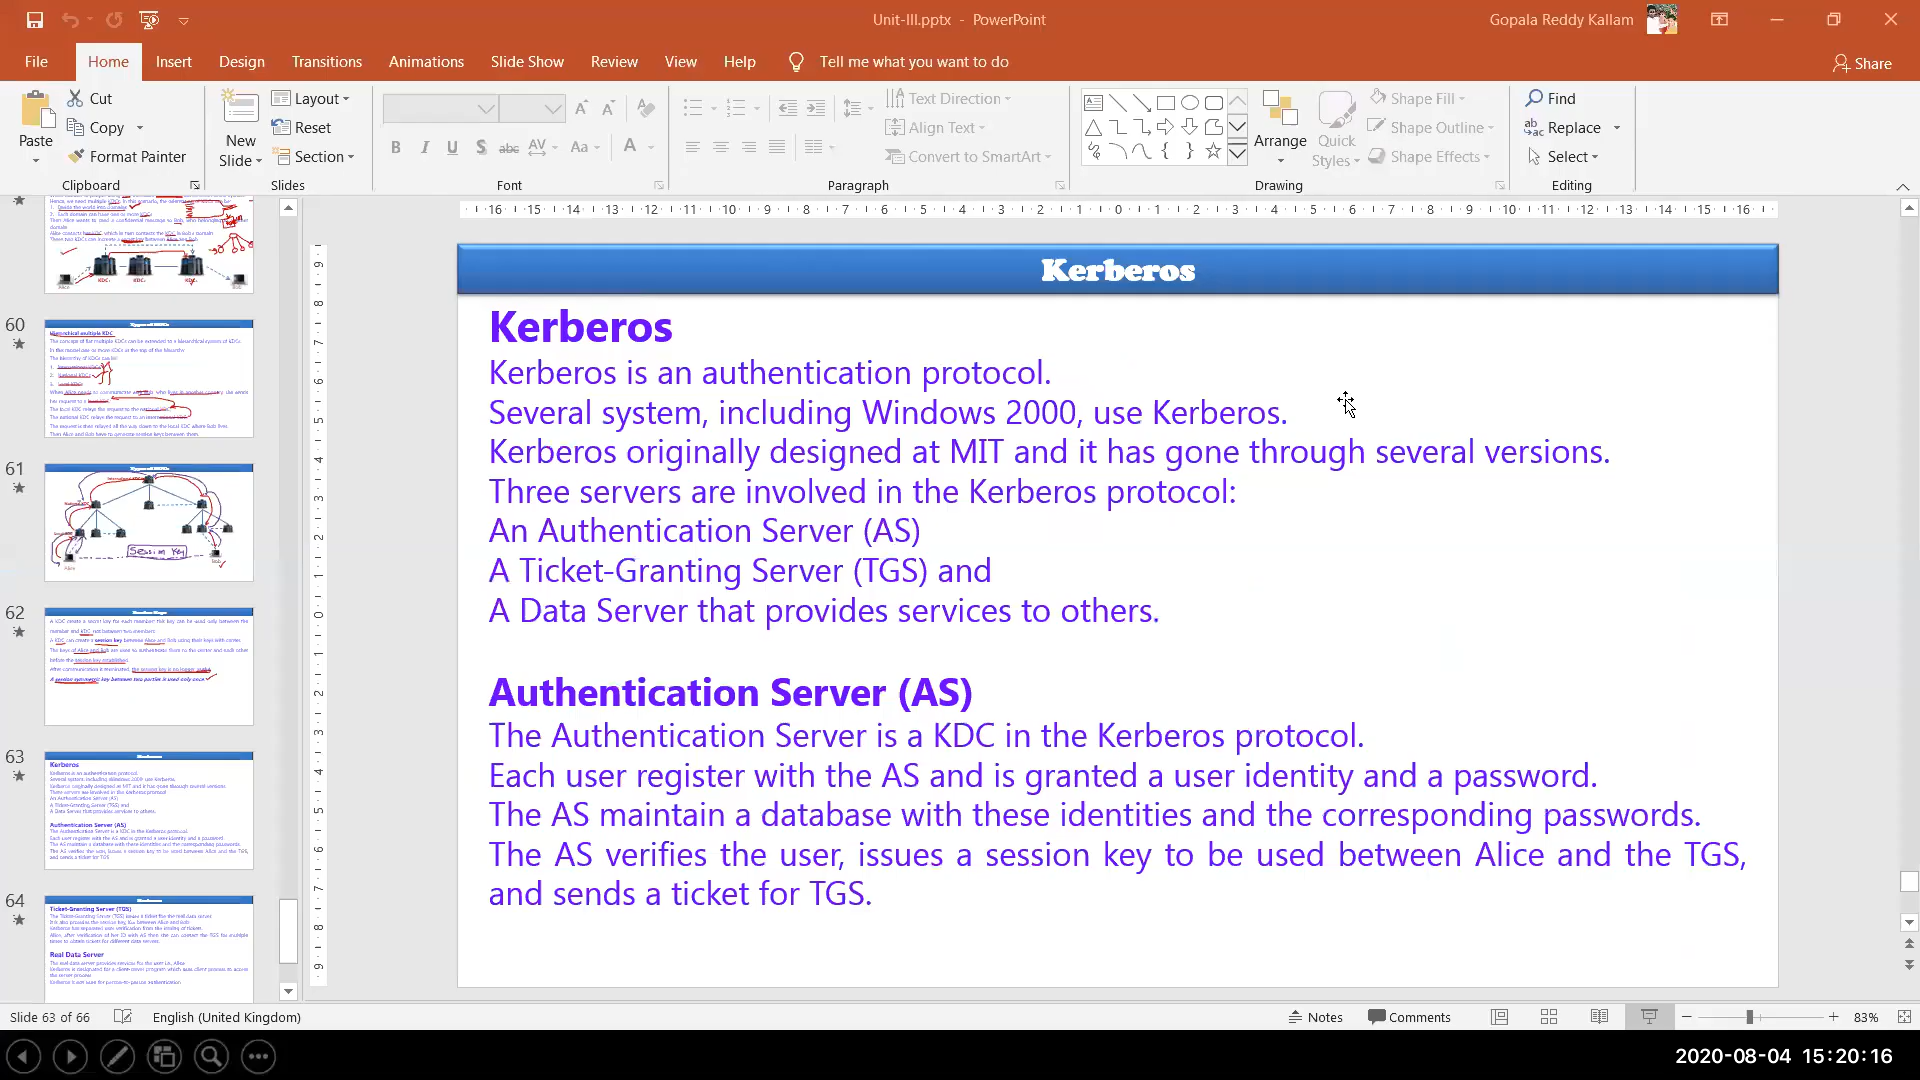 Unit-III.pptx - PowerPoint
Gopala Reddy Kallam
File Home Insert Design Transitions Animations Slide Show Review View Help Tell me what you want to do Share
Cut
Copy
Format Painter
Paste
Clipboard
New Slide
Layout
Reset
Section
Slides
Font
Text Direction
Align Text
Convert to SmartArt
Paragraph
Arrange
Quick Styles
Shape Fill
Shape Outline
Shape Effects
Drawing
Find
Replace
Select
Editing
60
61
Session Key
62
63
64
Kerberos
Kerberos
Kerberos is an authentication protocol.
Several system, including Windows 2000, use Kerberos.
Kerberos originally designed at MIT and it has gone through several versions.
Three servers are involved in the Kerberos protocol:
An Authentication Server (AS)
A Ticket-Granting Server (TGS) and
A Data Server that provides services to others.
Authentication Server (AS)
The Authentication Server is a KDC in the Kerberos protocol.
Each user register with the AS and is granted a user identity and a password.
The AS maintain a database with these identities and the corresponding passwords.
The AS verifies the user, issues a session key to be used between Alice and the TGS,
and sends a ticket for TGS.
Slide 63 of 66 English (United Kingdom) Notes Comments 83%
2020-08-04 15:20:16